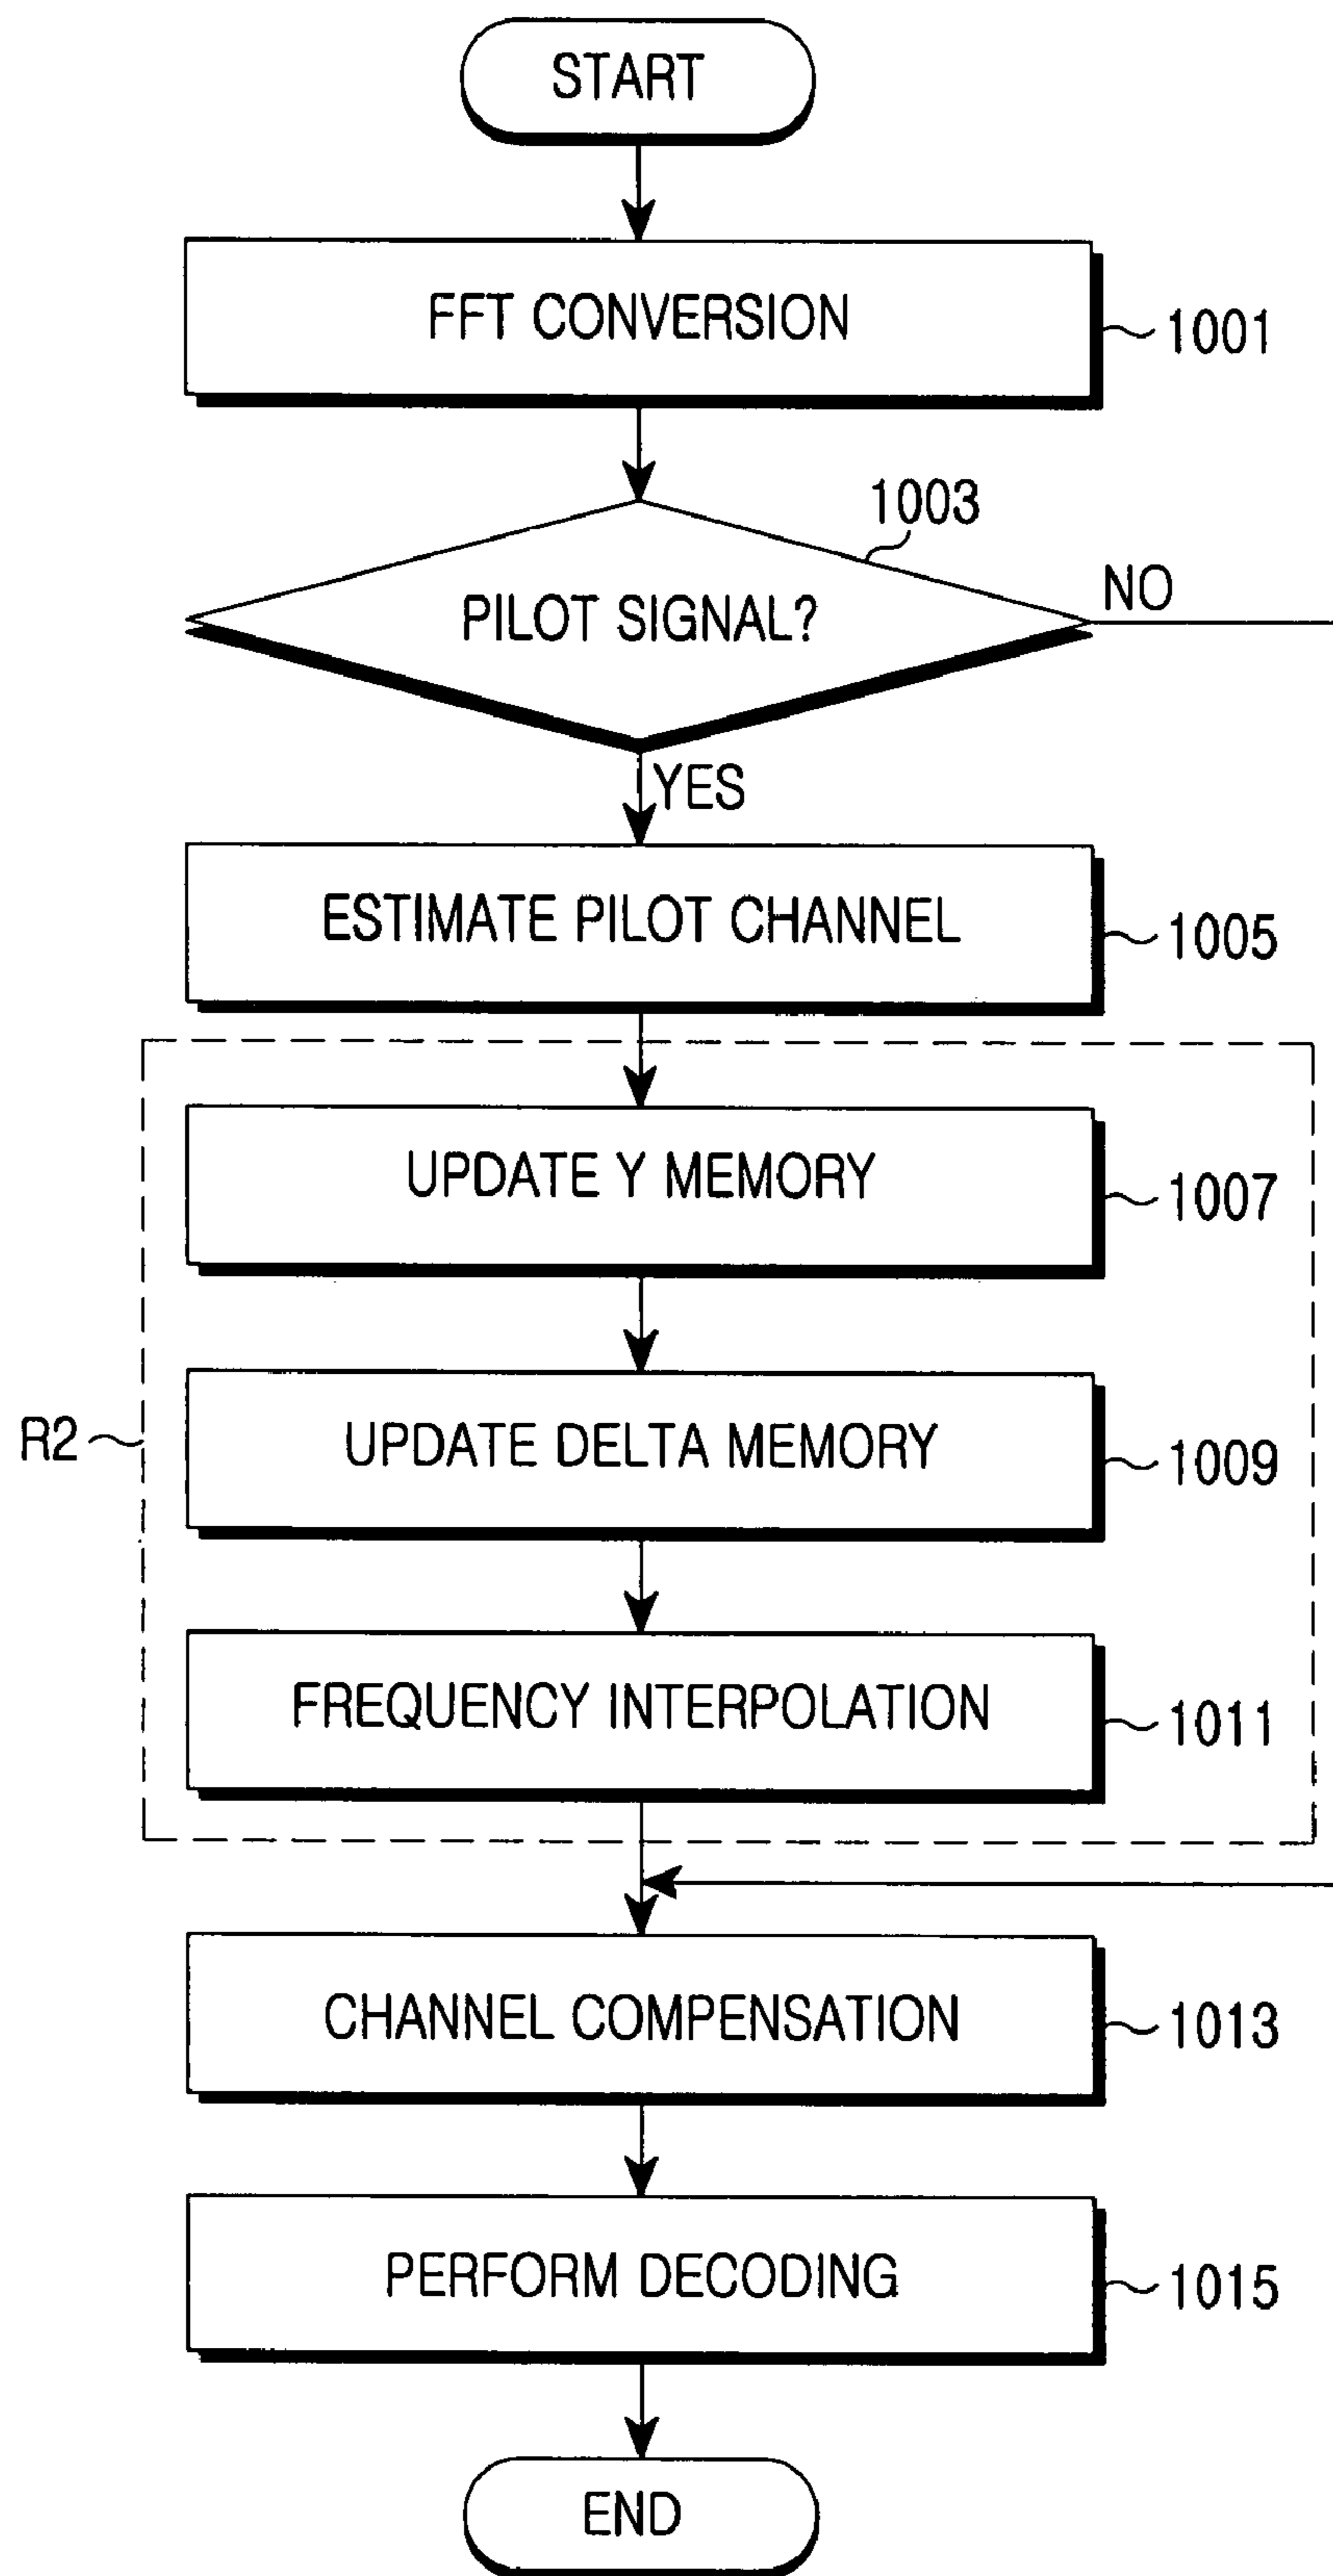 START
FFT CONVERSION
1001
1003
PILOT SIGNAL?
NO
YES
ESTIMATE PILOT CHANNEL
1005
UPDATE Y MEMORY
1007
R2
UPDATE DELTA MEMORY
1009
FREQUENCY INTERPOLATION
1011
CHANNEL COMPENSATION
1013
PERFORM DECODING
1015
END